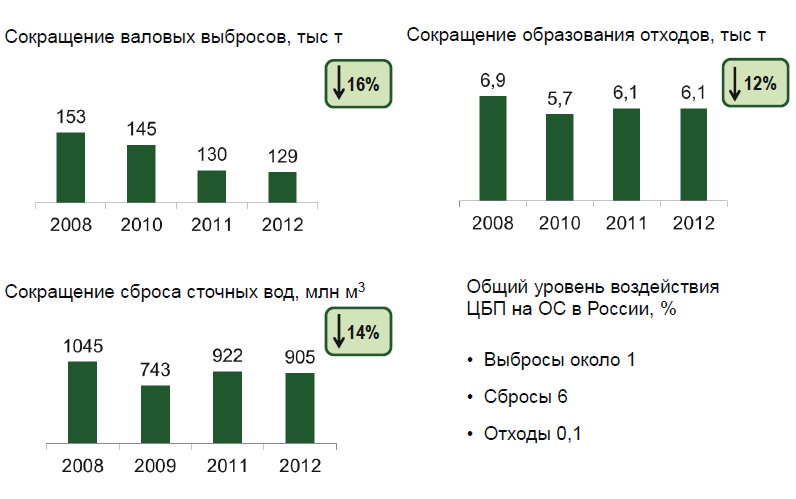 Сокращение валовых выбросов, тыс т
16%
153
145
130
129
2008 2010 2011 2012
Сокращение образования отходов, тыс т
12%
6,9
5,7
6,1
6,1
2008 2010 2011 2012
Сокращение сброса сточных вод, млн м³
14%
1045
743
922
905
2008 2009 2011 2012
Общий уровень воздействия
ЦБП на ОС в России, %
• Выбросы около 1
• Сбросы 6
• Отходы 0,1